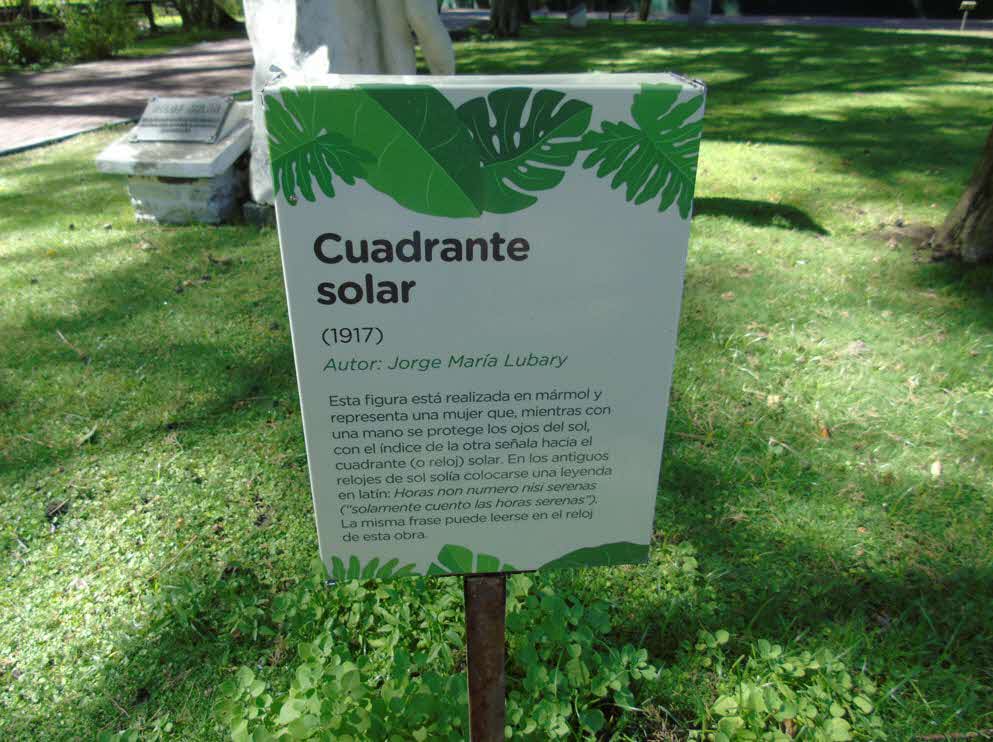 Cuadrante
solar
(1917)
Autor: Jorge María Lubary
Esta figura está realizada en mármol y
representa una mujer que, mientras con
una mano se protege los ojos del sol,
con el índice de la otra señala hacia el
cuadrante (o reloj) solar. En los antiguos
relojes de sol solía colocarse una leyenda
en latín: Horas non numero nisi serenas
("solamente cuento las horas serenas").
La misma frase puede leerse en el reloj
de esta obra.